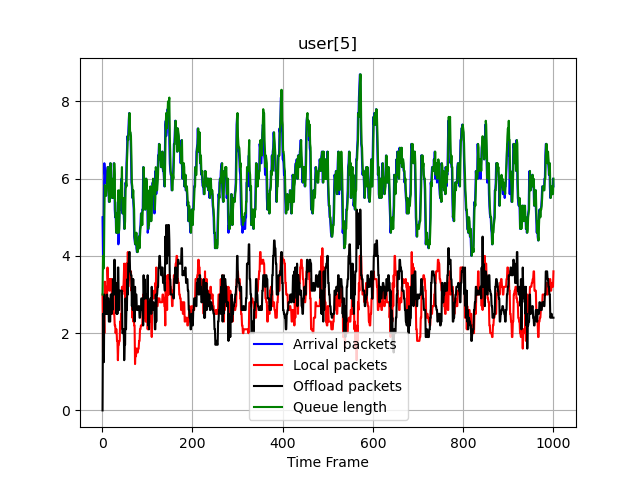 user[5]
8
6
4
2
0
Arrival packets
Local packets
Offload packets
Queue length
0 200 400 600 800 1000
Time Frame